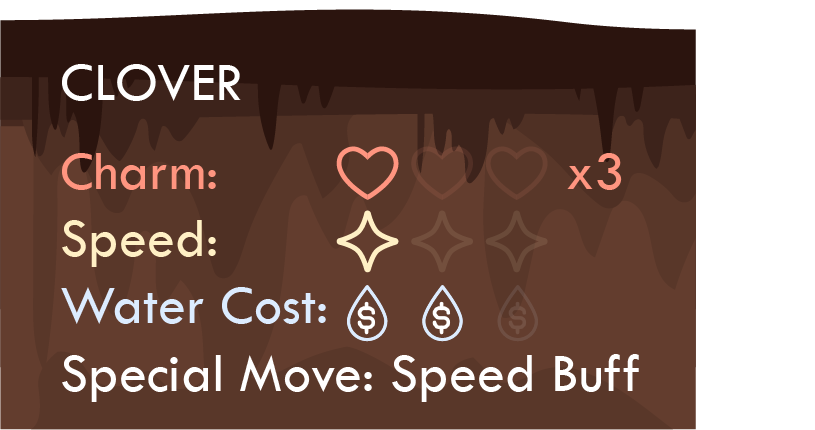 CLOVER
Charm: x3
Speed:
Water Cost: $ $ $
Special Move: Speed Buff